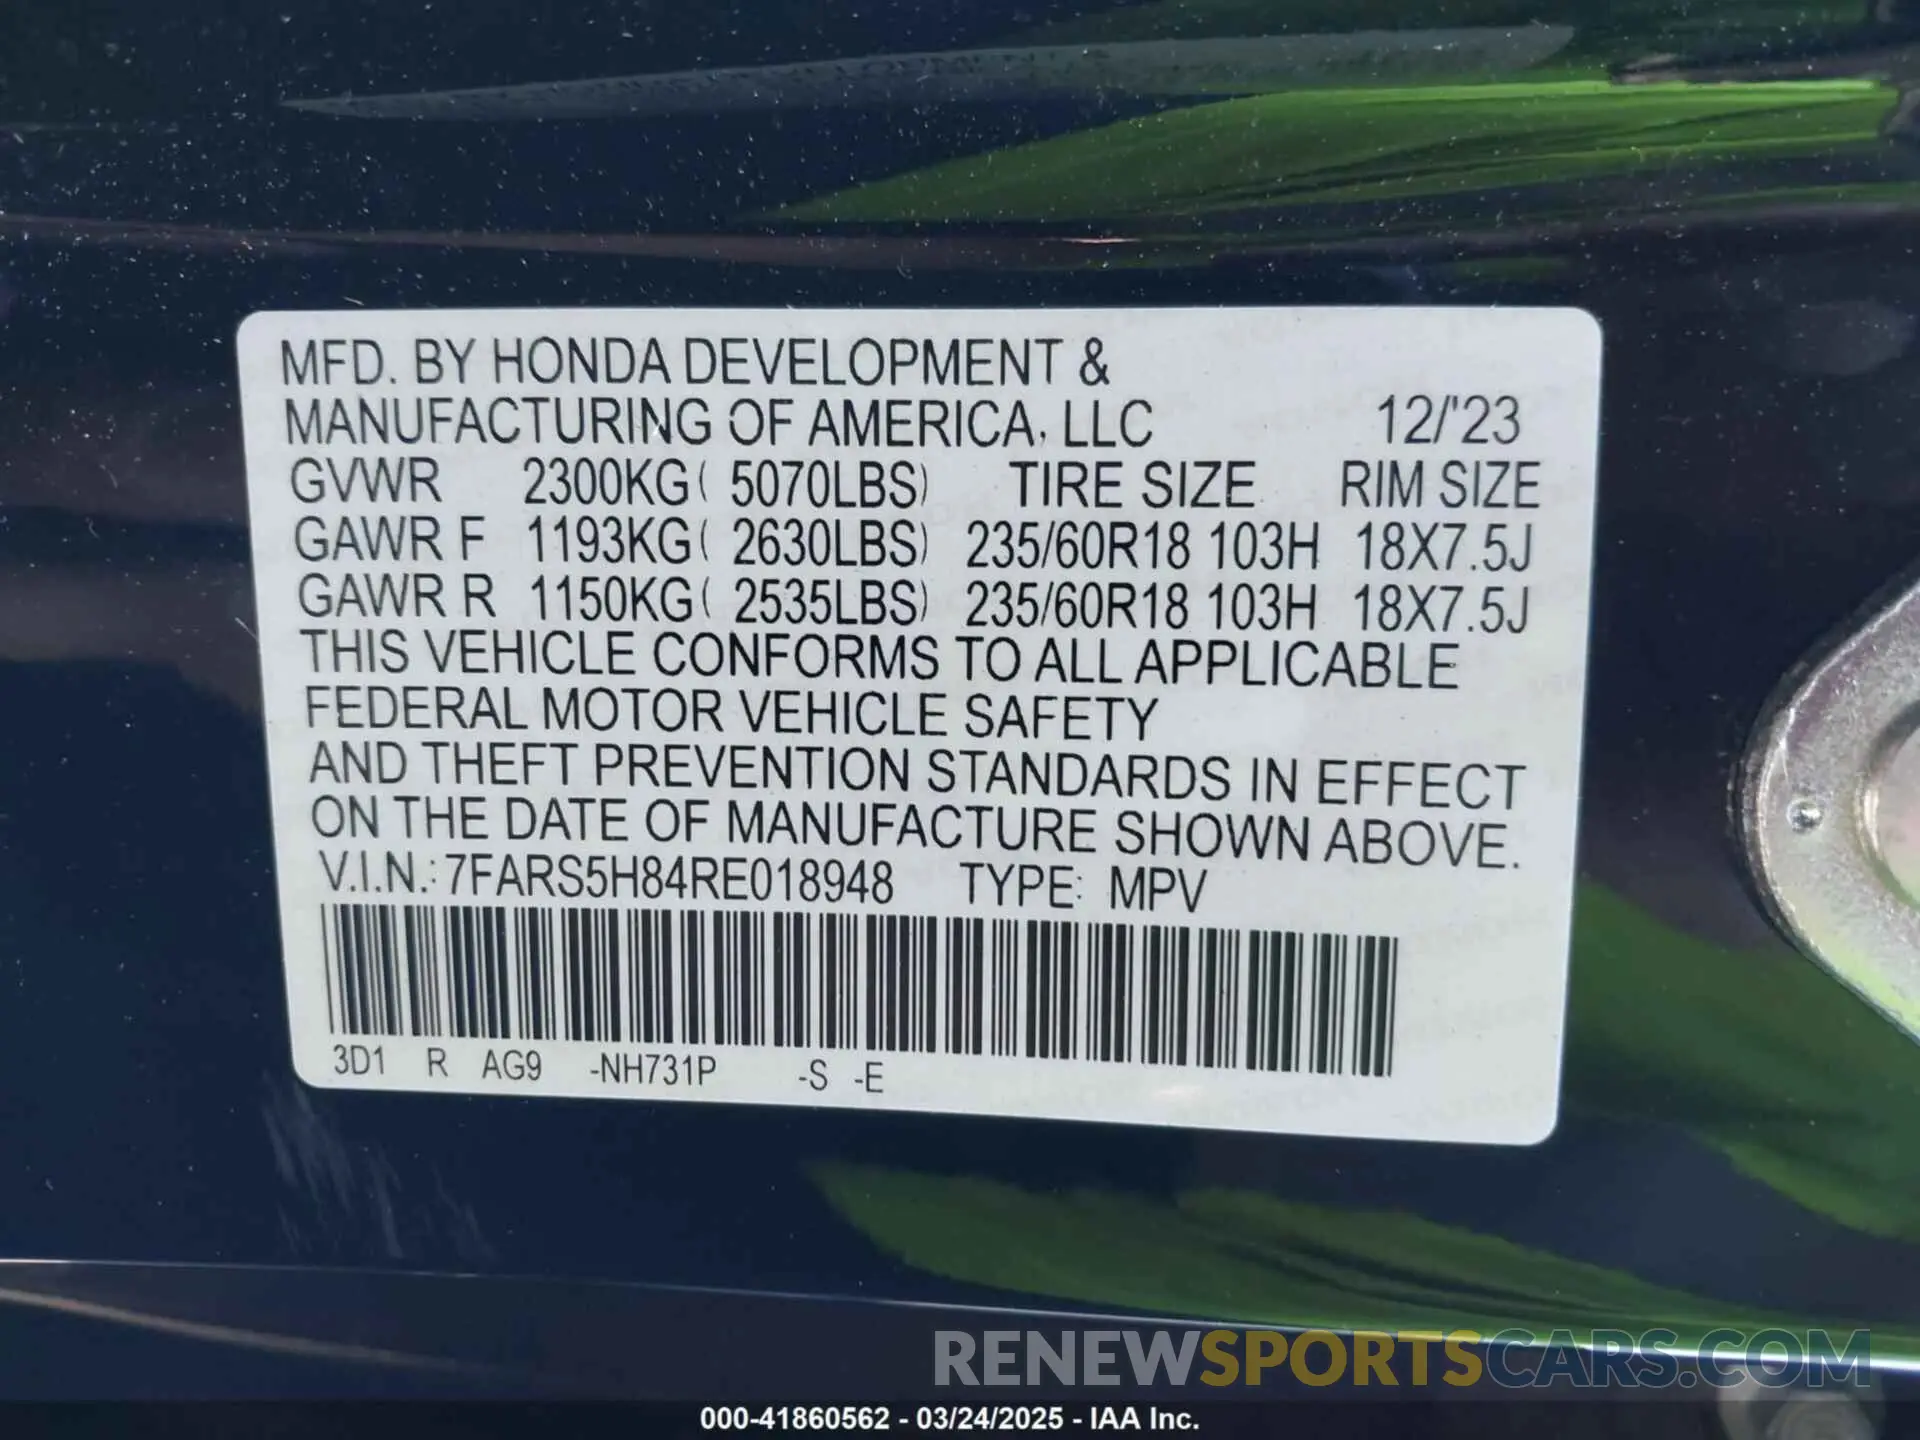 MFD. BY HONDA DEVELOPMENT &
MANUFACTURING OF AMERICA, LLC 12/'23
GVWR 2300KG( 5070LBS) TIRE SIZE RIM SIZE
GAWR F 1193KG( 2630LBS) 235/60R18 103H 18X7.5J
GAWR R 1150KG( 2535LBS) 235/60R18 103H 18X7.5J
THIS VEHICLE CONFORMS TO ALL APPLICABLE
FEDERAL MOTOR VEHICLE SAFETY
AND THEFT PREVENTION STANDARDS IN EFFECT
ON THE DATE OF MANUFACTURE SHOWN ABOVE.
V.I.N.: 7FARS5H84RE018948 TYPE: MPV
3D1 R AG9 -NH731P -S -E
RENEWSPORTSCARS.COM
000-41860562 - 03/24/2025 - IAA Inc.